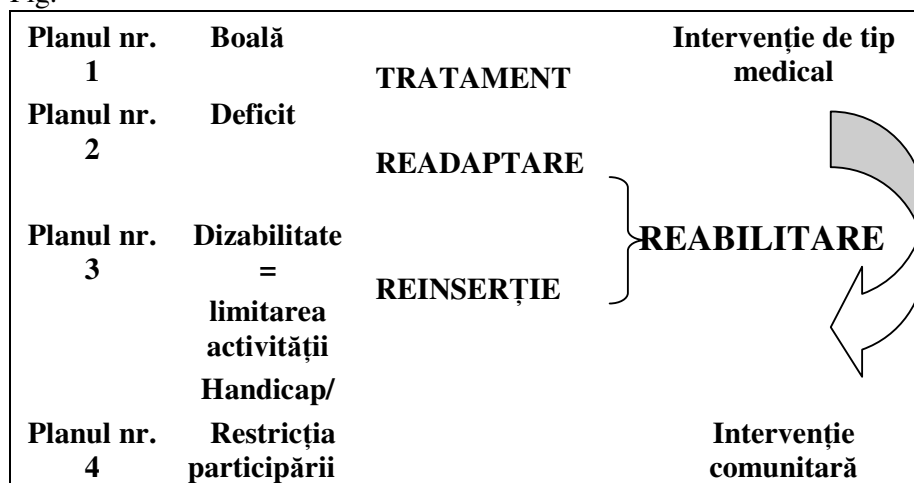 Fig.
Planul nr. 1 Boală Intervenție de tip medical
TRATAMENT
Planul nr. 2 Deficit
READAPTARE
Planul nr. 3 Dizabilitate = limitarea activității REABILITARE
REINSERȚIE
Handicap/
Planul nr. 4 Restricția participării Intervenție comunitară